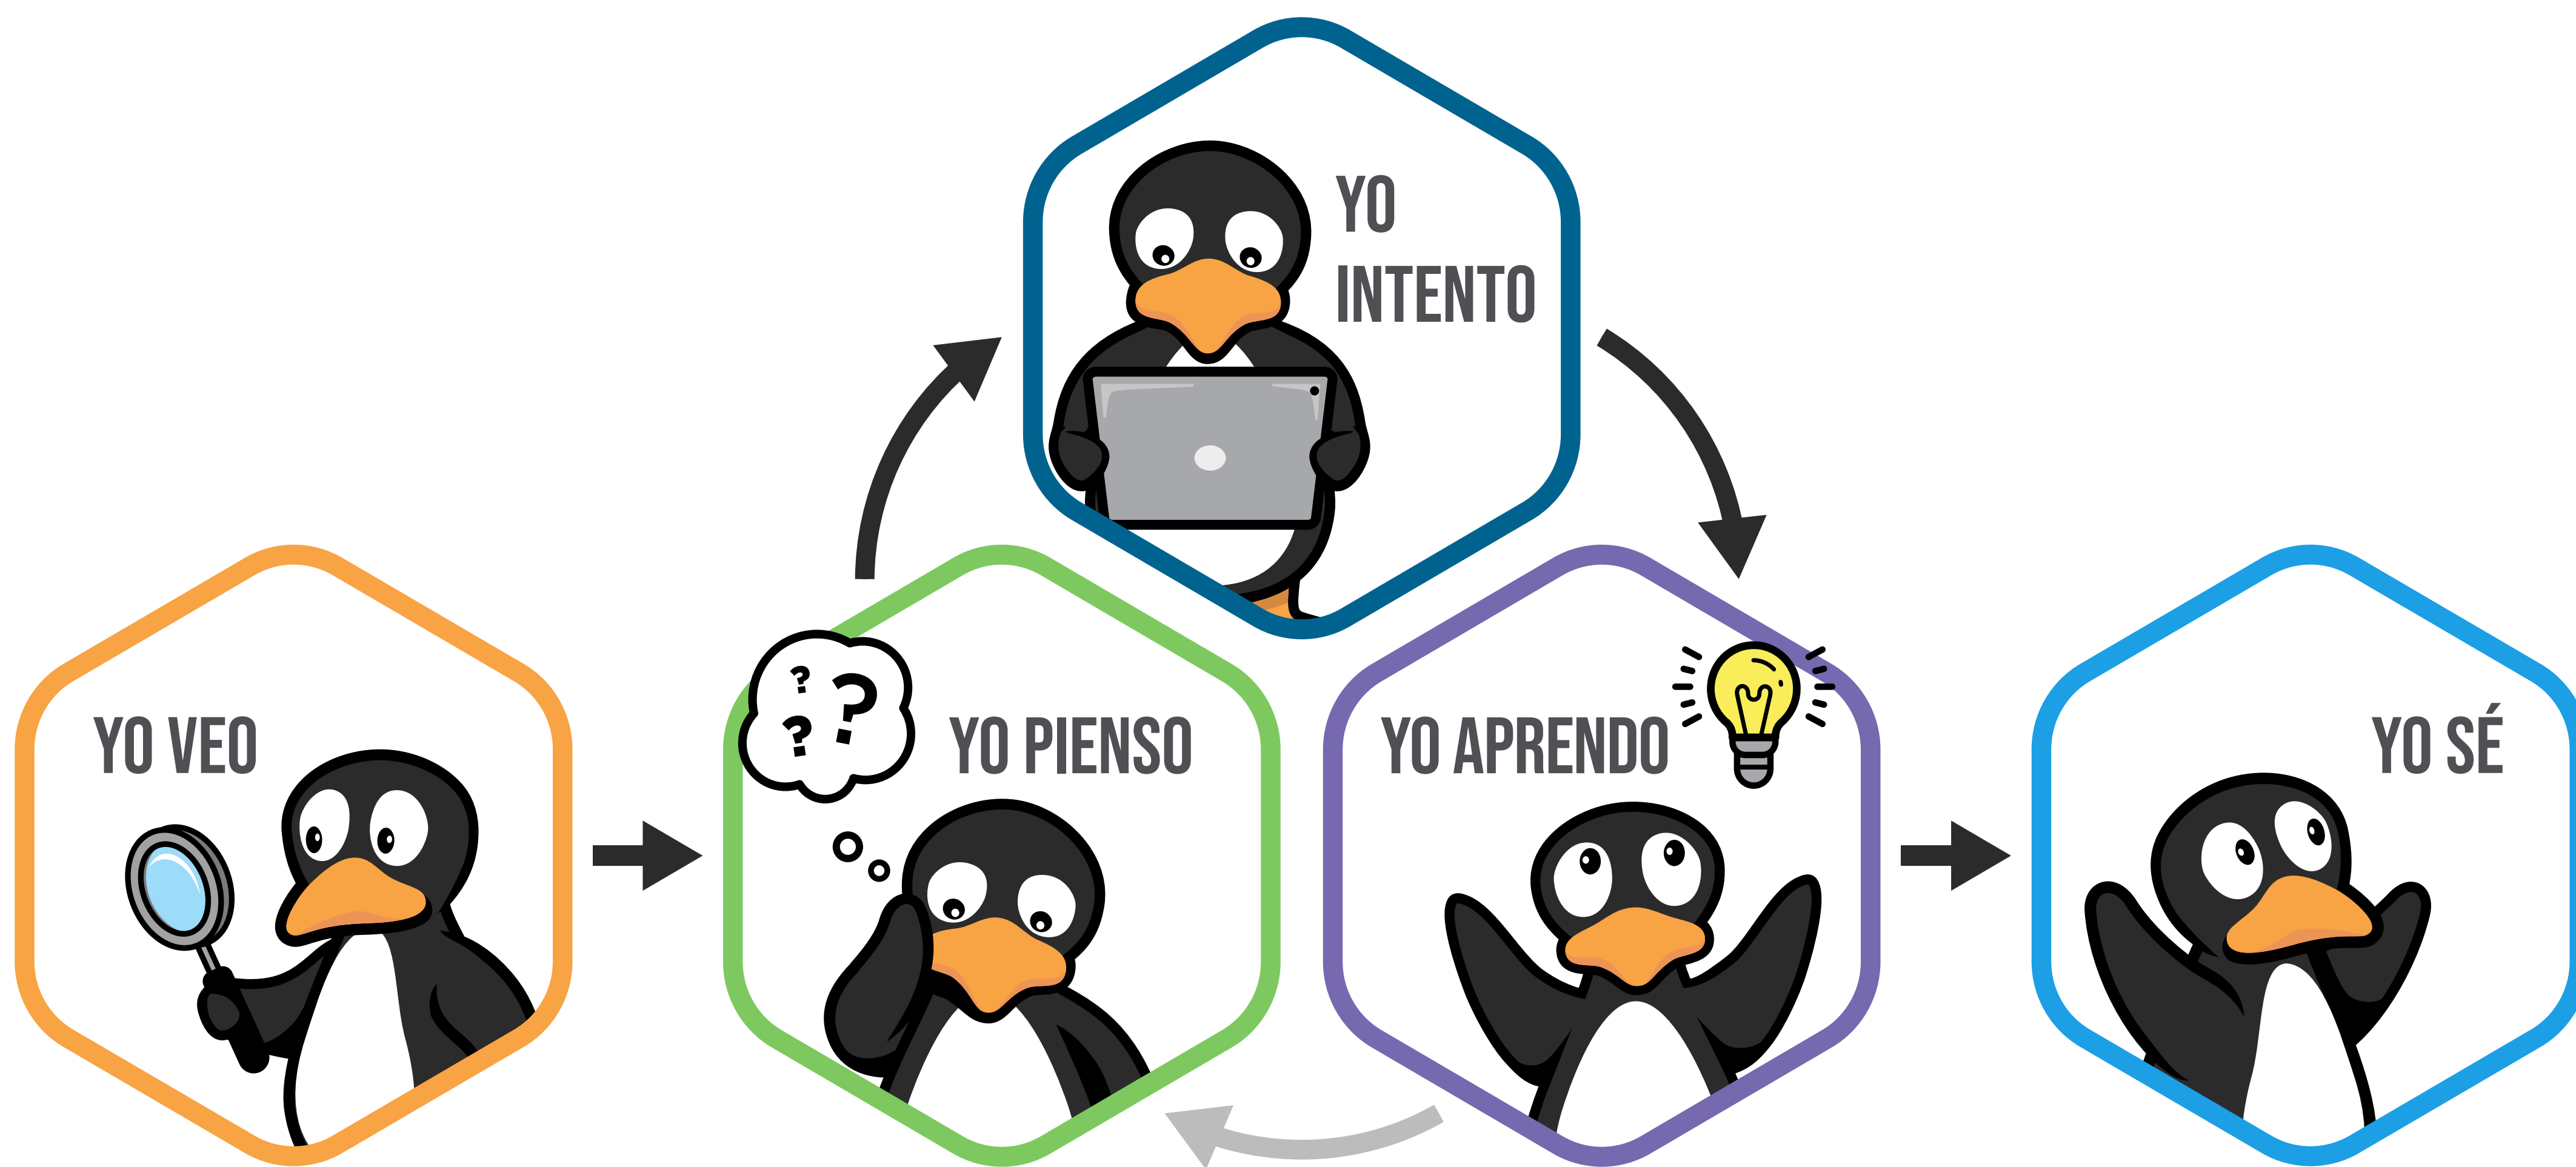 YO VEO
? ? ?
YO PIENSO
YO
INTENTO
YO APRENDO
YO SÉ